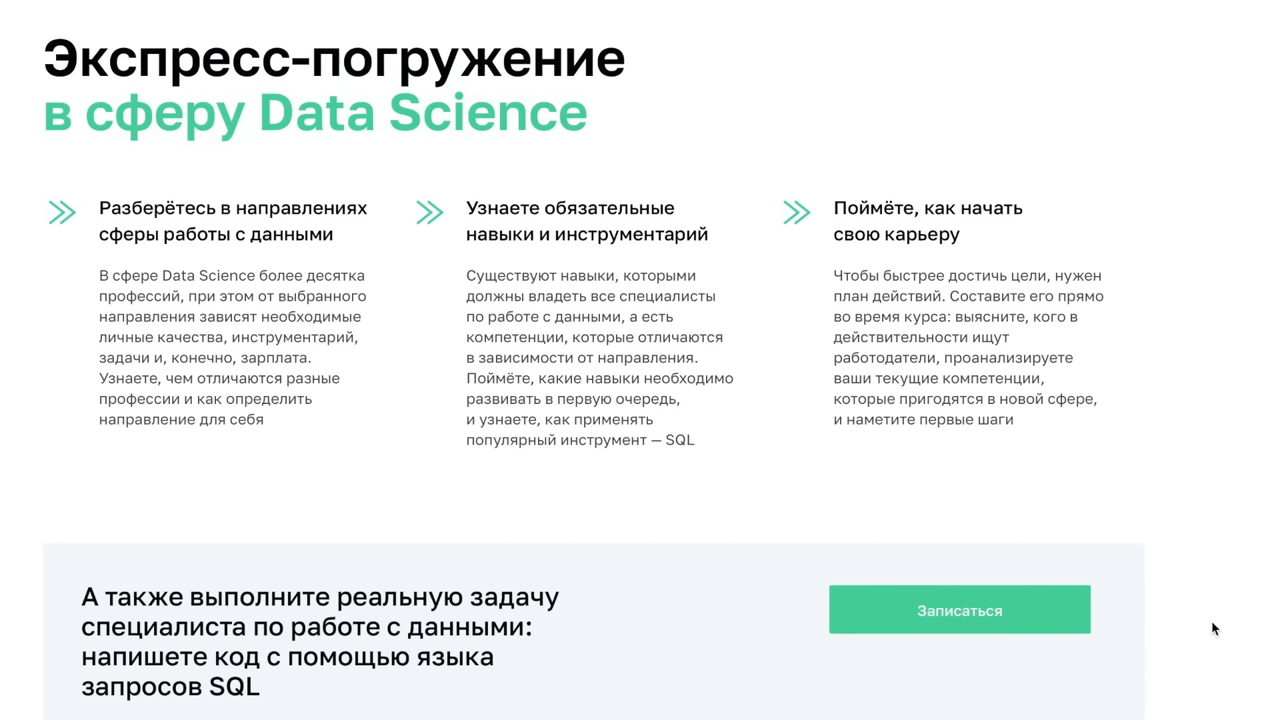 Экспресс-погружение
в сферу Data Science
Разберётесь в направлениях
сферы работы с данными
В сфере Data Science более десятка
профессий, при этом от выбранного
направления зависят необходимые
личные качества, инструментарий,
задачи и, конечно, зарплата.
Узнаете, чем отличаются разные
профессии и как определить
направление для себя
Узнаете обязательные
навыки и инструментарий
Существуют навыки, которыми
должны владеть все специалисты
по работе с данными, а есть
компетенции, которые отличаются
в зависимости от направления.
Поймёте, какие навыки необходимо
развивать в первую очередь,
и узнаете, как применять
популярный инструмент — SQL
Поймёте, как начать
свою карьеру
Чтобы быстрее достичь цели, нужен
план действий. Составите его прямо
во время курса: выясните, кого в
действительности ищут
работодатели, проанализируете
ваши текущие компетенции,
которые пригодятся в новой сфере,
и наметите первые шаги
А также выполните реальную задачу
специалиста по работе с данными:
напишете код с помощью языка
запросов SQL
Записаться